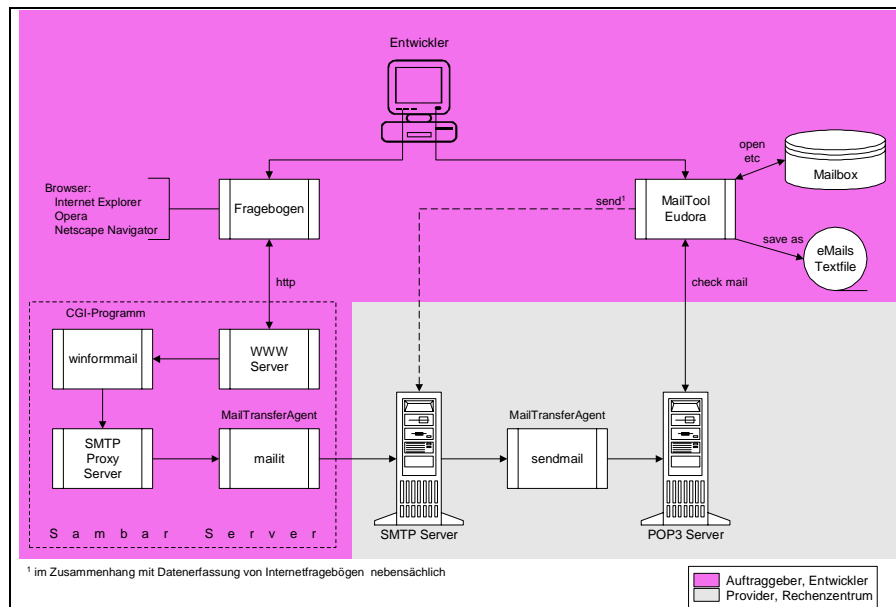 Entwickler
open
etc
Mailbox
Browser:
Internet Explorer
Opera
Netscape Navigator
Fragebogen
send¹
MailTool
Eudora
save as
eMails
Textfile
http
check mail
CGI-Programm
winformmail
WWW
Server
MailTransferAgent
MailTransferAgent
SMTP
Proxy
Server
mailit
sendmail
Sambar Server
SMTP Server
POP3 Server
¹ im Zusammenhang mit Datenerfassung von Internetfragebögen nebensächlich
Auftraggeber, Entwickler
Provider, Rechenzentrum